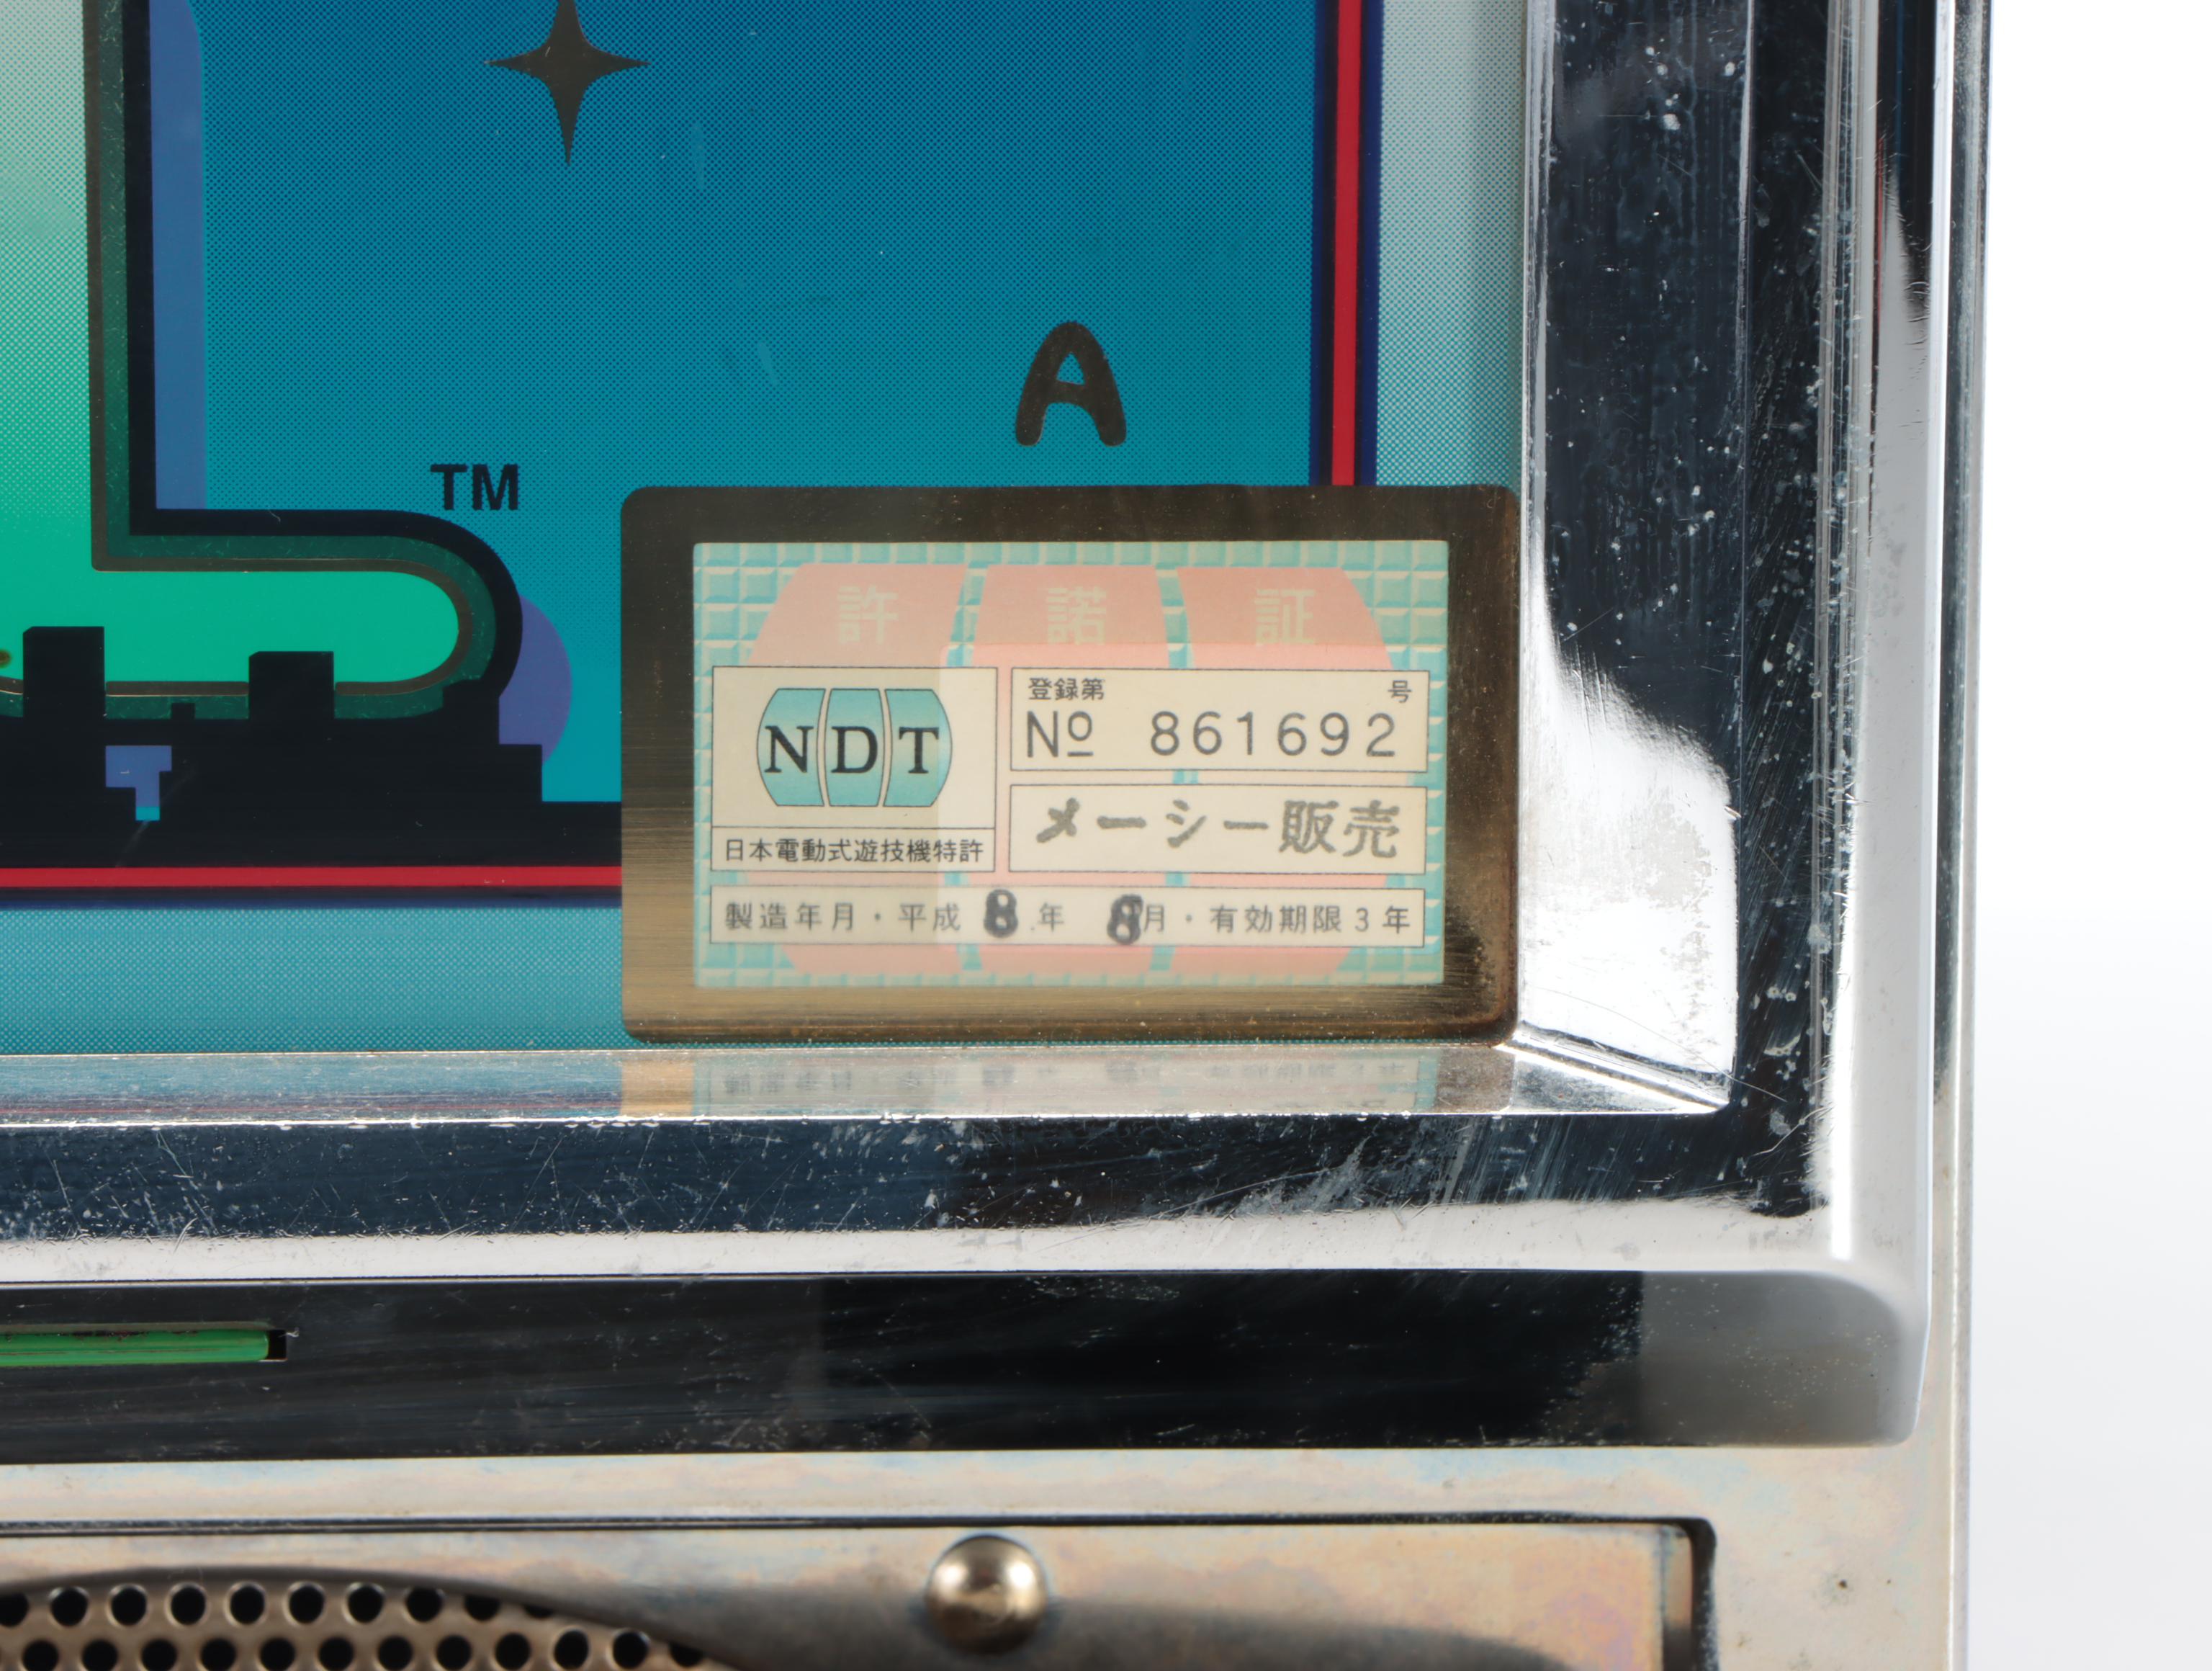 A
TM
許 諾 証
NDT
日本電動式遊技機特許
登録第 号
Nº 861692
メーシー販売
製造年月・平成 8 年 8月・有効期限3年